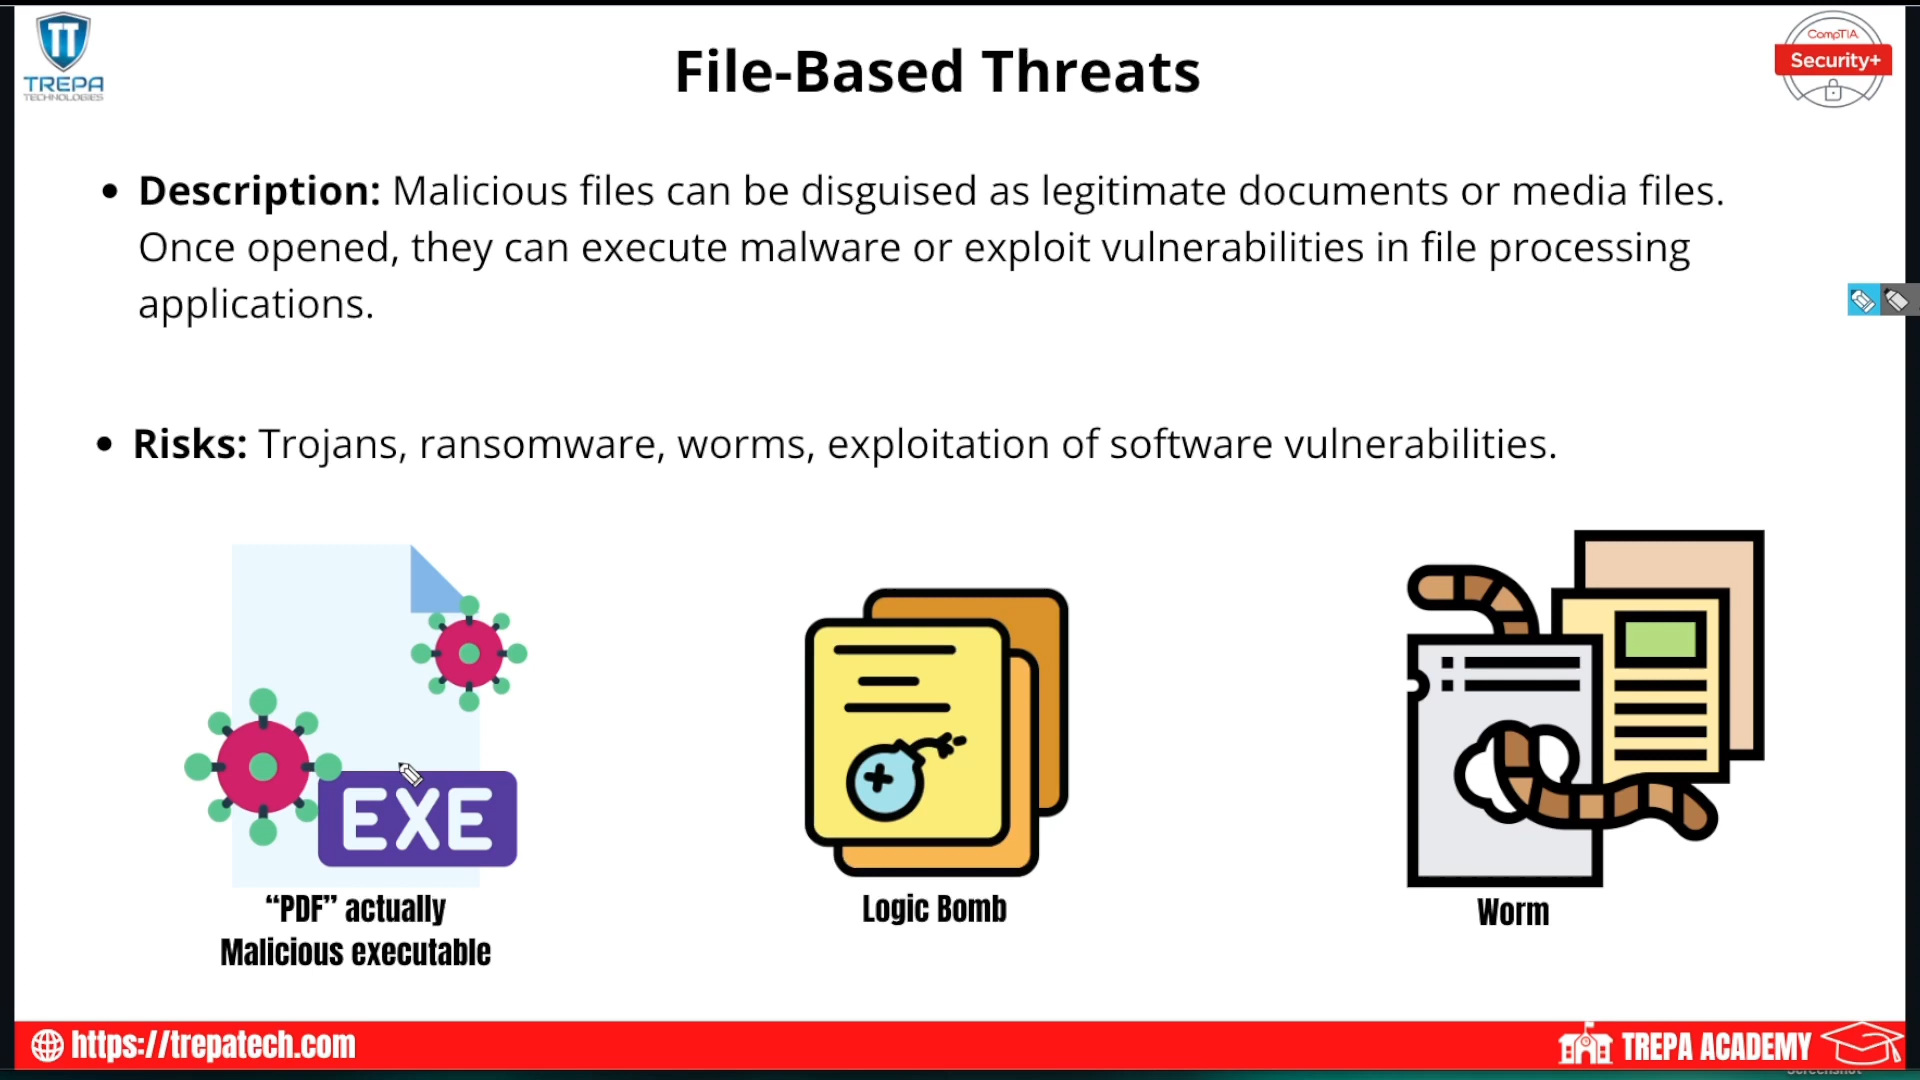 TREPA
TECHNOLOGIES
File-Based Threats
CompTIA
Security+
• Description: Malicious files can be disguised as legitimate documents or media files.
Once opened, they can execute malware or exploit vulnerabilities in file processing
applications.
• Risks: Trojans, ransomware, worms, exploitation of software vulnerabilities.
EXE
“PDF” actually
Malicious executable
Logic Bomb
Worm
https://trepatech.com
TREPA ACADEMY